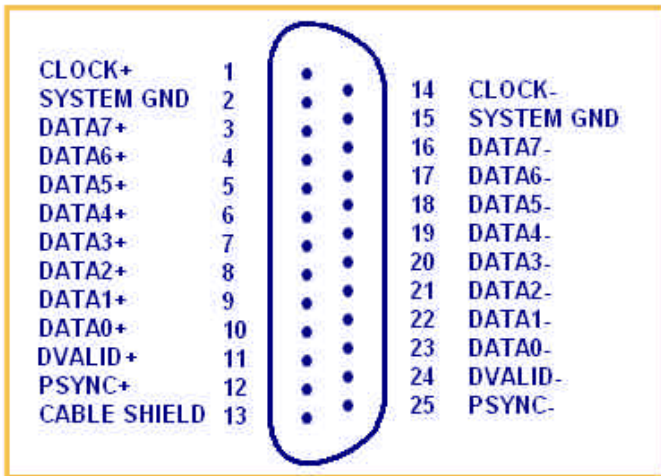 CLOCK+ 1
SYSTEM GND 2
DATA7+ 3
DATA6+ 4
DATA5+ 5
DATA4+ 6
DATA3+ 7
DATA2+ 8
DATA1+ 9
DATA0+ 10
DVALID+ 11
PSYNC+ 12
CABLE SHIELD 13
14 CLOCK-
15 SYSTEM GND
16 DATA7-
17 DATA6-
18 DATA5-
19 DATA4-
20 DATA3-
21 DATA2-
22 DATA1-
23 DATA0-
24 DVALID-
25 PSYNC-